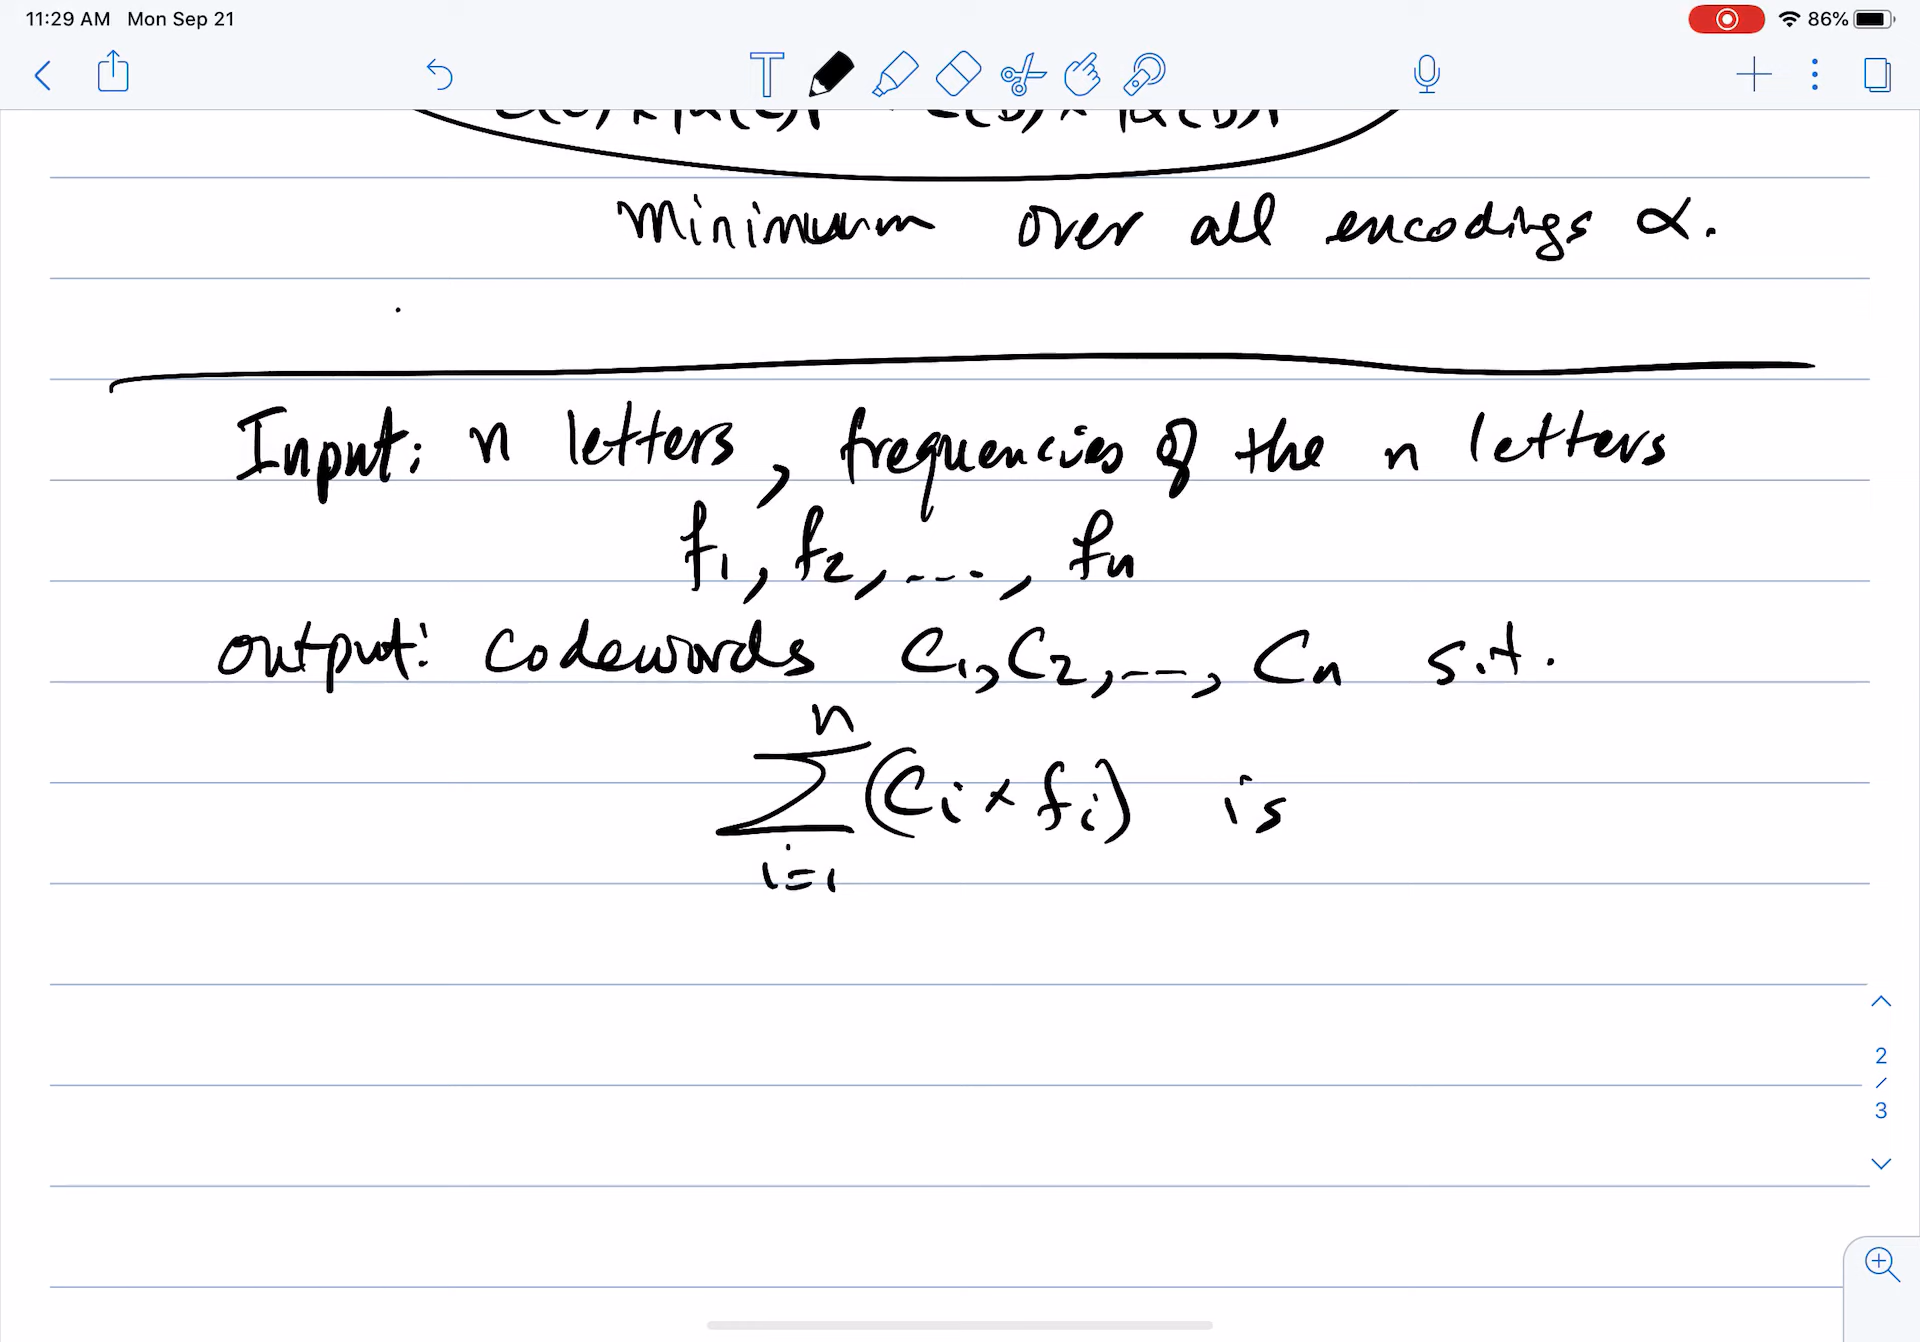 11:29 AM Mon Sep 21
86%
T
Minimum over all encodings α.
Input: n letters, frequencies of the n letters
f₁, f₂, ...., fₙ
output: Codewords C₁, C₂, ---, Cₙ s.t.
n
∑ (Cᵢ × fᵢ) is
i=1
2
/
3